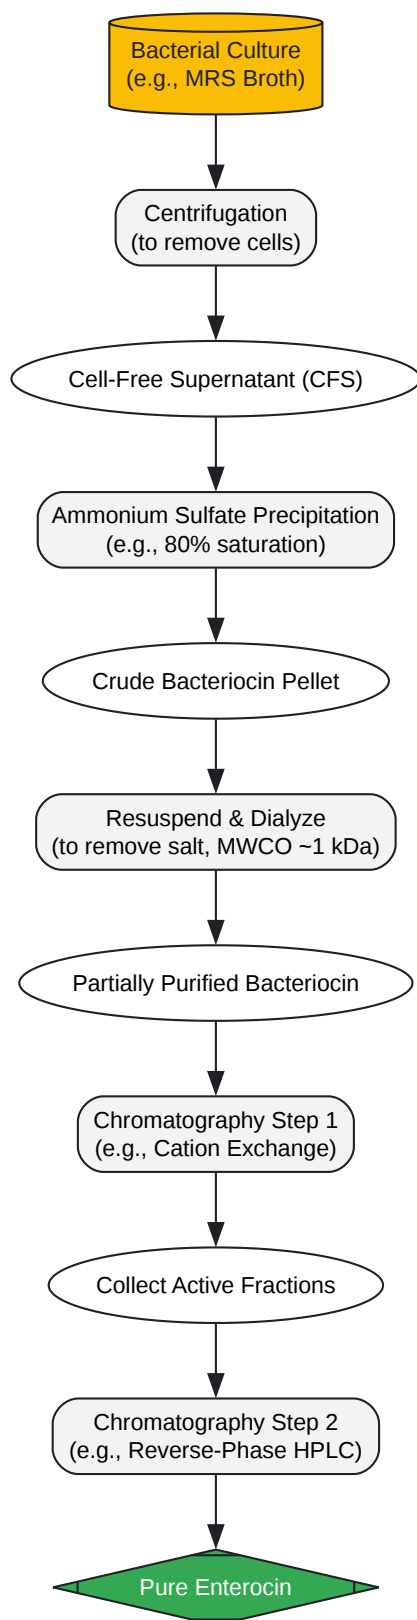 Bacterial Culture
(e.g., MRS Broth)
Centrifugation
(to remove cells)
Cell-Free Supernatant (CFS)
Ammonium Sulfate Precipitation
(e.g., 80% saturation)
Crude Bacteriocin Pellet
Resuspend & Dialyze
(to remove salt, MWCO ~1 kDa)
Partially Purified Bacteriocin
Chromatography Step 1
(e.g., Cation Exchange)
Collect Active Fractions
Chromatography Step 2
(e.g., Reverse-Phase HPLC)
Pure Enterocin